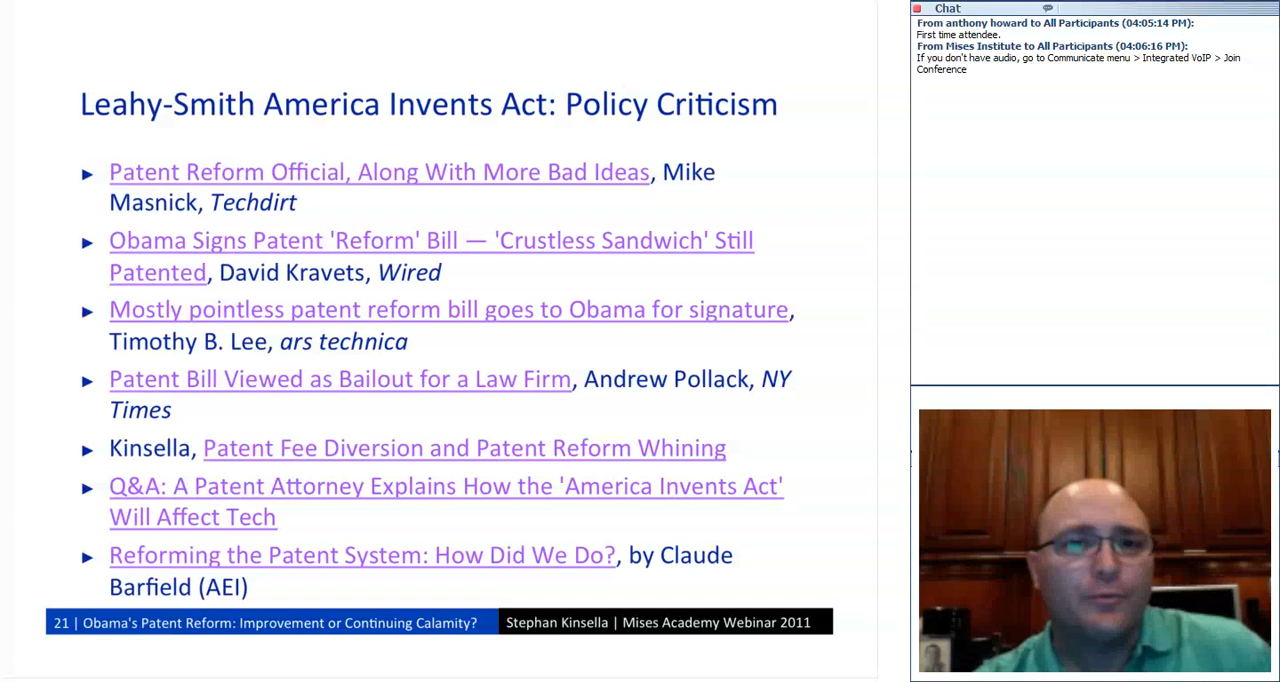 Leahy-Smith America Invents Act: Policy Criticism
► Patent Reform Official, Along With More Bad Ideas, Mike
Masnick, Techdirt
► Obama Signs Patent 'Reform' Bill — 'Crustless Sandwich' Still
Patented, David Kravets, Wired
► Mostly pointless patent reform bill goes to Obama for signature,
Timothy B. Lee, ars technica
► Patent Bill Viewed as Bailout for a Law Firm, Andrew Pollack, NY
Times
► Kinsella, Patent Fee Diversion and Patent Reform Whining
► Q&A: A Patent Attorney Explains How the 'America Invents Act'
Will Affect Tech
► Reforming the Patent System: How Did We Do?, by Claude
Barfield (AEI)
21 | Obama's Patent Reform: Improvement or Continuing Calamity?
Stephan Kinsella | Mises Academy Webinar 2011
Chat
From anthony howard to All Participants (04:05:14 PM):
First time attendee.
From Mises Institute to All Participants (04:06:16 PM):
If you don't have audio, go to Communicate menu > Integrated VoIP > Join
Conference